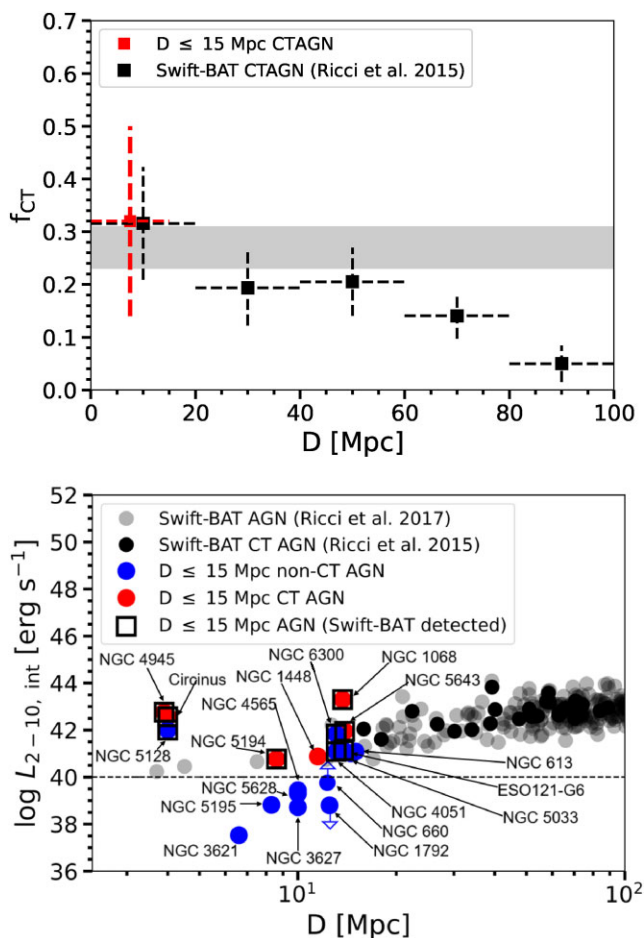 0.7
0.6
0.5
0.4
0.3
0.2
0.1
0.0
f_CT
D ≤ 15 Mpc CTAGN
Swift-BAT CTAGN (Ricci et al. 2015)
0 20 40 60 80 100
D [Mpc]
52
50
48
46
44
42
40
38
36
log L_2−10, int [erg s⁻¹]
Swift-BAT AGN (Ricci et al. 2017)
Swift-BAT CT AGN (Ricci et al. 2015)
D ≤ 15 Mpc non-CT AGN
D ≤ 15 Mpc CT AGN
D ≤ 15 Mpc AGN (Swift-BAT detected)
NGC 4945
Circinus
NGC 6300
NGC 1448
NGC 1068
NGC 4565
NGC 5643
NGC 5128
NGC 5194
NGC 613
NGC 5628
ESO121-G6
NGC 5195
NGC 4051
NGC 5033
NGC 660
NGC 3621
NGC 3627
NGC 1792
10¹ 10²
D [Mpc]